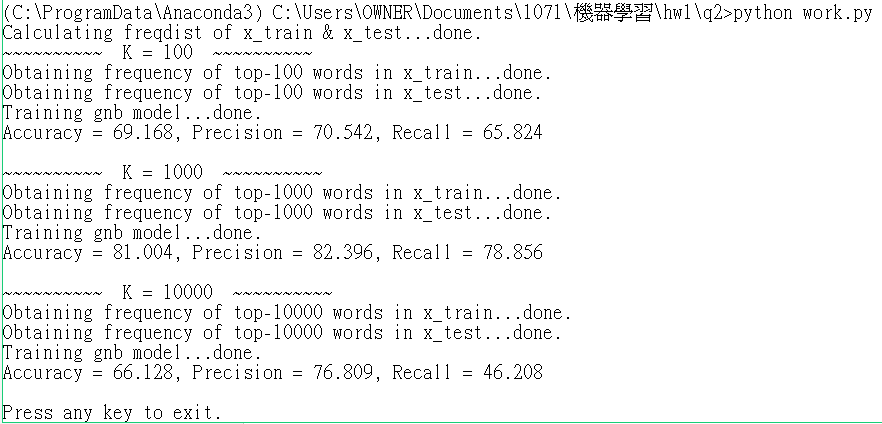 (C:\ProgramData\Anaconda3) C:\Users\OWNER\Documents\1071\機器學習\hw1\q2>python work.py
Calculating freqdist of x_train & x_test...done.
~~~~~~~~~~  K = 100  ~~~~~~~~~~
Obtaining frequency of top-100 words in x_train...done.
Obtaining frequency of top-100 words in x_test...done.
Training gnb model...done.
Accuracy = 69.168, Precision = 70.542, Recall = 65.824
~~~~~~~~~~  K = 1000  ~~~~~~~~~~
Obtaining frequency of top-1000 words in x_train...done.
Obtaining frequency of top-1000 words in x_test...done.
Training gnb model...done.
Accuracy = 81.004, Precision = 82.396, Recall = 78.856
~~~~~~~~~~  K = 10000  ~~~~~~~~~~
Obtaining frequency of top-10000 words in x_train...done.
Obtaining frequency of top-10000 words in x_test...done.
Training gnb model...done.
Accuracy = 66.128, Precision = 76.809, Recall = 46.208
Press any key to exit.